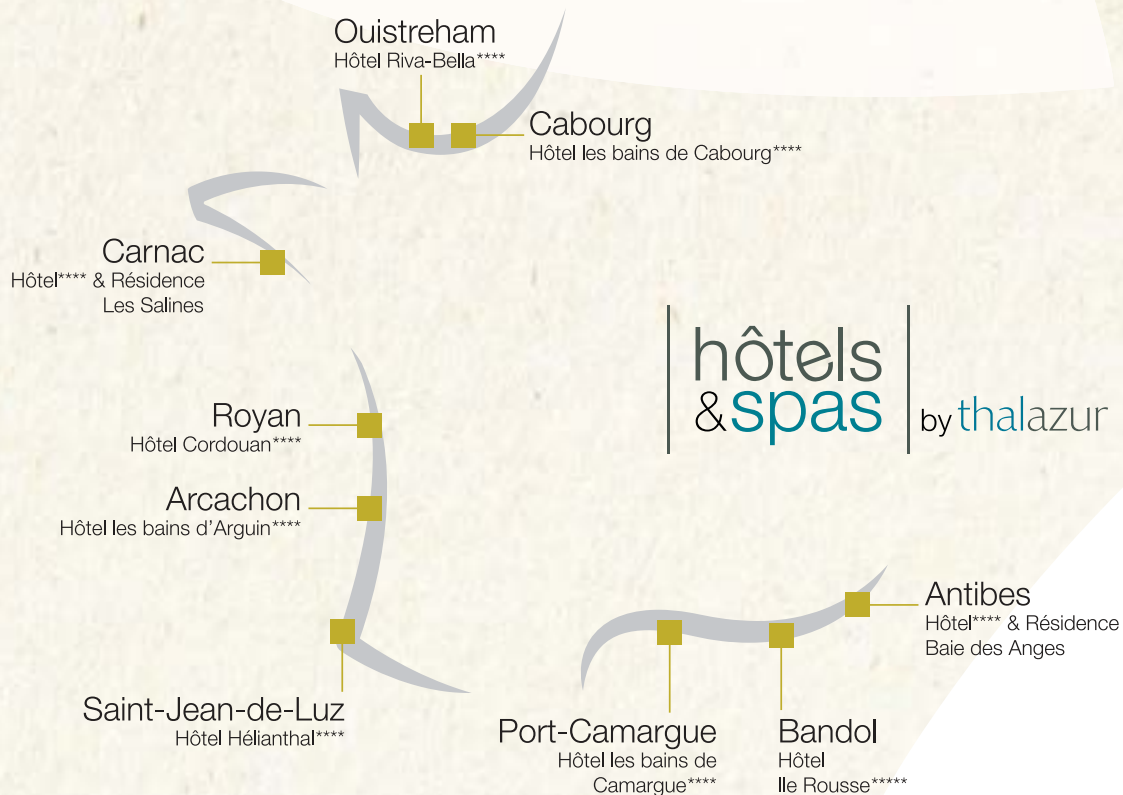 Ouistreham
Hôtel Riva-Bella****
Cabourg
Hôtel les bains de Cabourg****
Carnac
Hôtel**** & Résidence
Les Salines
hôtels
&spas
by thalazur
Royan
Hôtel Cordouan****
Arcachon
Hôtel les bains d’Arguin****
Antibes
Hôtel**** & Résidence
Baie des Anges
Saint-Jean-de-Luz
Hôtel Hélianthal****
Port-Camargue
Hôtel les bains de
Camargue****
Bandol
Hôtel
Ile Rousse*****